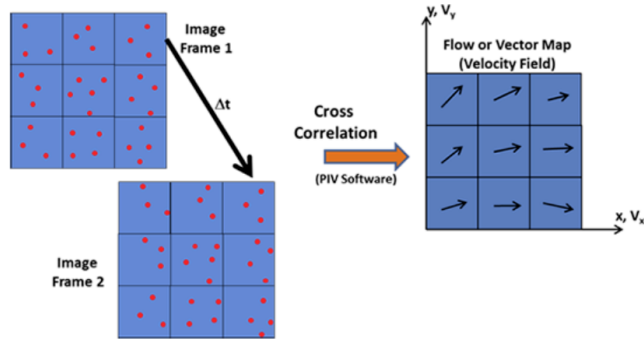 Image
Frame 1
Δt
Image
Frame 2
Cross
Correlation
(PIV Software)
y, Vy
Flow or Vector Map
(Velocity Field)
x, Vx